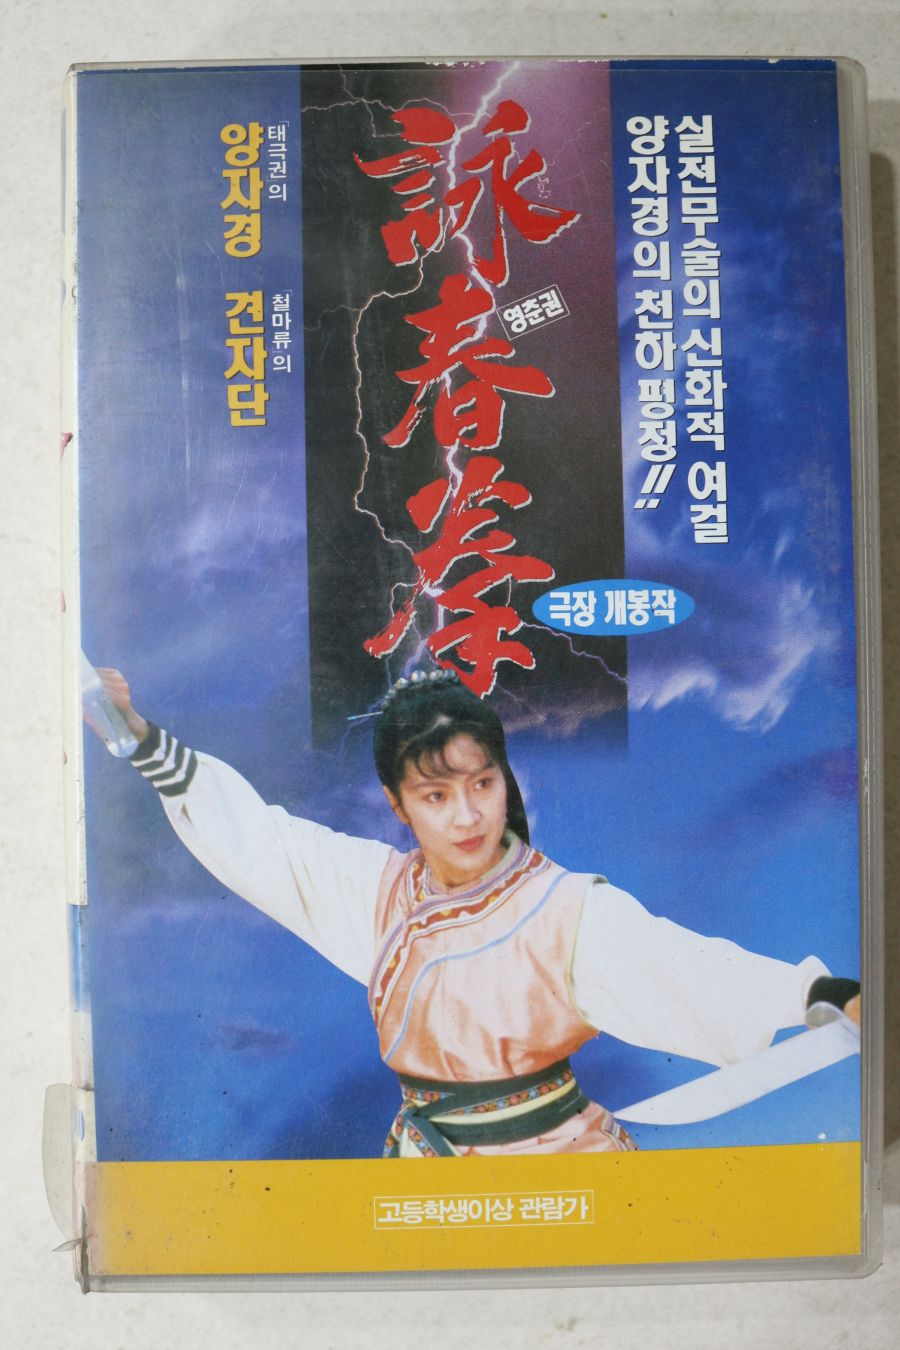 실젼무술의 신화적 여걸
양자경의 천하 평정!!
詠春拳
영춘권
「태극권의
양자경
「철마류」의
견자단
극장 개봉작
고등학생이상 관람가